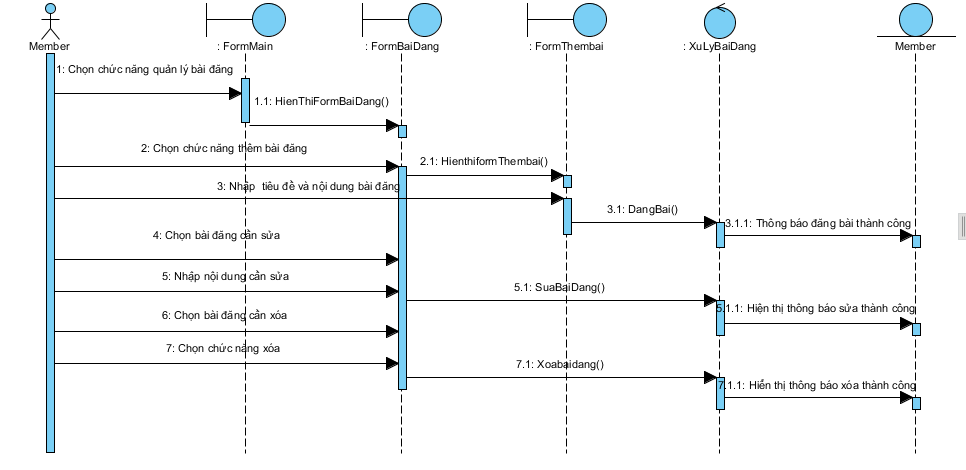 Member
: FormMain
: FormBaiDang
: FormThembai
: XuLyBaiDang
Member
1: Chọn chức năng quản lý bài đăng
1.1: HienThiFormBaiDang()
2: Chọn chức năng thêm bài đăng
2.1: HienthiformThembai()
3: Nhập tiêu đề và nội dung bài đăng
3.1: DangBai()
3.1.1: Thông báo đăng bài thành công
4: Chọn bài đăng cần sửa
5: Nhập nội dung cần sửa
5.1: SuaBaiDang()
5.1.1: Hiện thị thông báo sửa thành công
6: Chọn bài đăng cần xóa
7: Chọn chức năng xóa
7.1: Xoabaidang()
7.1.1: Hiển thị thông báo xóa thành công